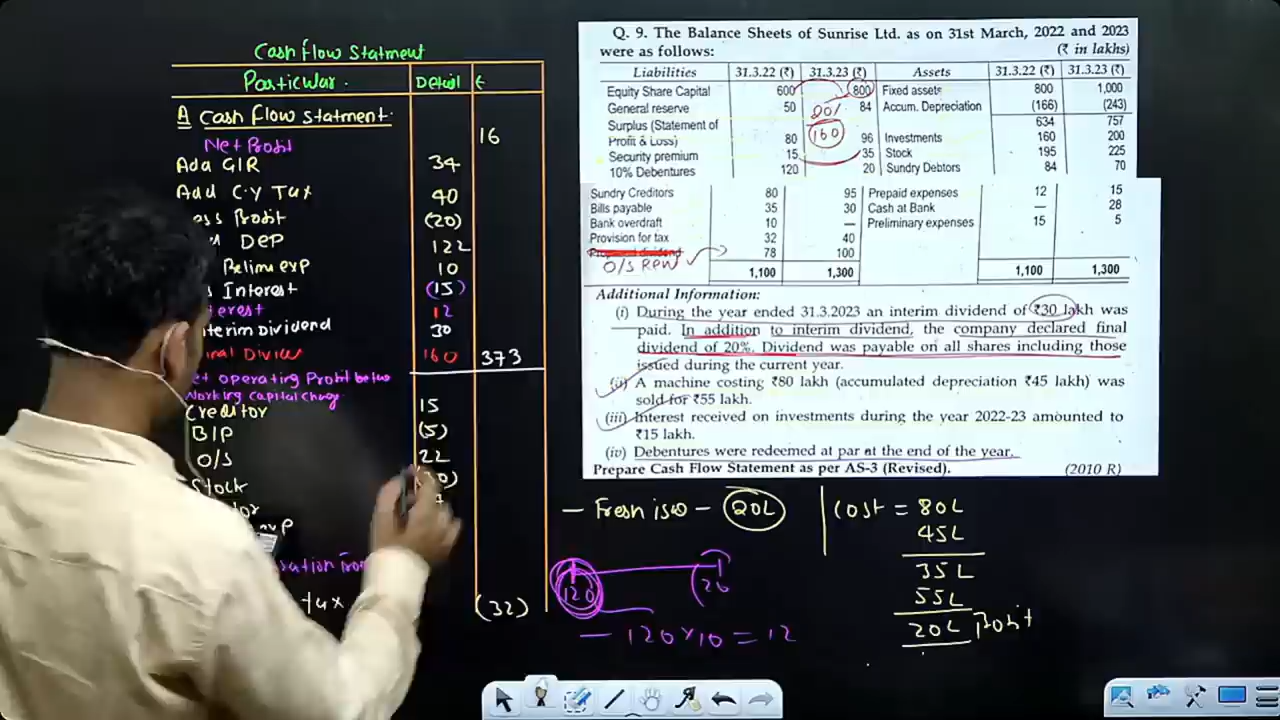 Cash flow Statment
Particular. Detail ₹
A Cash flow statment.
Net Profit 16
Add GIR 34
Add C.Y Tax 40
ss Profit (20)
DEP 122
Pelim exp 10
Interest (15)
terest 12
nterim Dividend 30
inal Divi 160 373
et operating Profit before
Working Capital change
Creditor 15
BIP (5)
O/S 22
Stock
tax (32)
Q. 9. The Balance Sheets of Sunrise Ltd. as on 31st March, 2022 and 2023
were as follows: (₹ in lakhs)
Liabilities 31.3.22 (₹) 31.3.23 (₹) Assets 31.3.22 (₹) 31.3.23 (₹)
Equity Share Capital 600 800 Fixed assets 800 1,000
General reserve 50 20% 84 Accum. Depreciation (166) (243)
Surplus (Statement of 634 757
Profit & Loss) 80 160 96 Investments 160 200
Security premium 15 35 Stock 195 225
10% Debentures 120 20 Sundry Debtors 84 70
Sundry Creditors 80 95 Prepaid expenses 12 15
Bills payable 35 30 Cash at Bank — 28
Bank overdraft 10 — Preliminary expenses 15 5
Provision for tax 32 40
78 100
O/S Ren
1,100 1,300 1,100 1,300
Additional Information:
(i) During the year ended 31.3.2023 an interim dividend of ₹30 lakh was
paid. In addition to interim dividend, the company declared final
dividend of 20%. Dividend was payable on all shares including those
issued during the current year.
(ii) A machine costing ₹80 lakh (accumulated depreciation ₹45 lakh) was
sold for ₹55 lakh.
(iii) Interest received on investments during the year 2022-23 amounted to
₹15 lakh.
(iv) Debentures were redeemed at par at the end of the year.
Prepare Cash Flow Statement as per AS-3 (Revised). (2010 R)
— Fresh - 20L
120
— 120 × 10 = 12
Cost = 80L
45L
35L
55L
20L Profit